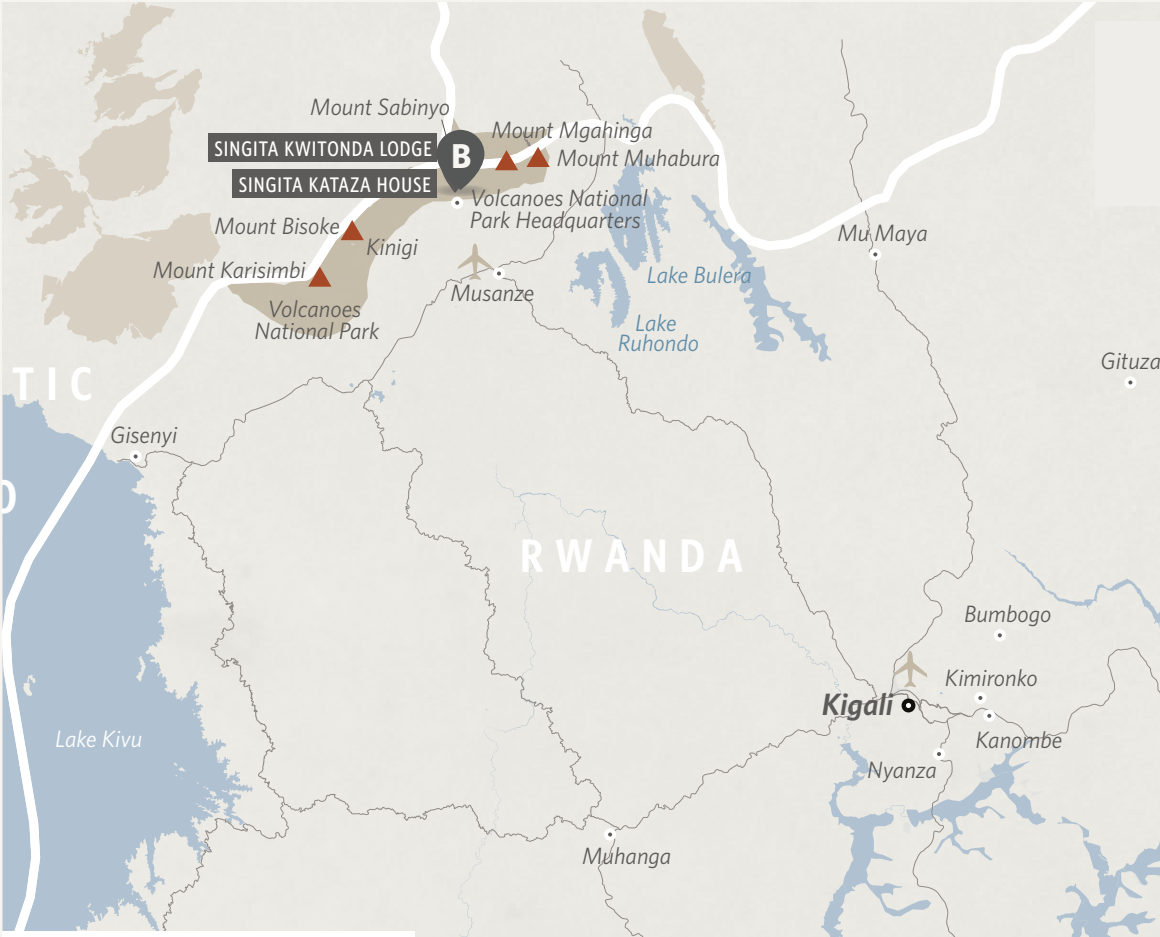 Mount Sabinyo
Mount Mgahinga
SINGITA KWITONDA LODGE
B
Mount Muhabura
SINGITA KATAZA HOUSE
Volcanoes National
Park Headquarters
Mount Bisoke
Kinigi
Mu Maya
Mount Karisimbi
Lake Bulera
Musanze
Volcanoes
National Park
Lake
Ruhondo
Gituza
TIC
Gisenyi
O
RWANDA
Bumbogo
Kimironko
Kigali
Lake Kivu
Kanombe
Nyanza
Muhanga